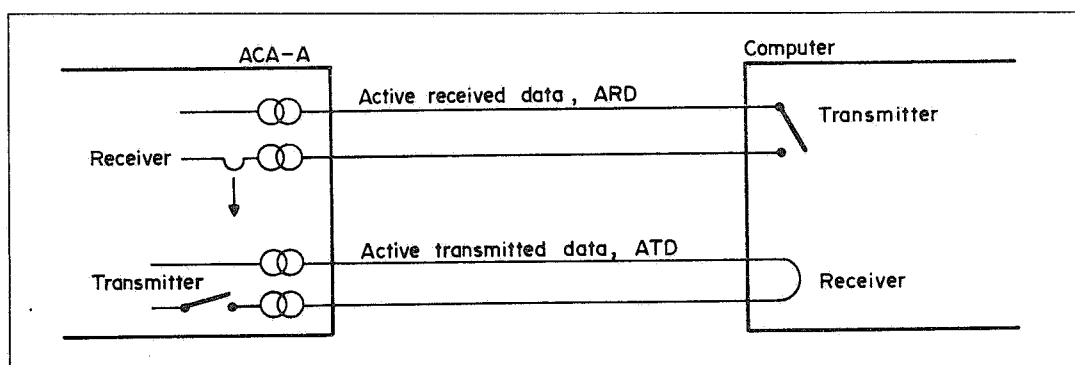 ACA-A
Computer
Active received data, ARD
Transmitter
Receiver
Active transmitted data, ATD
Transmitter
Receiver